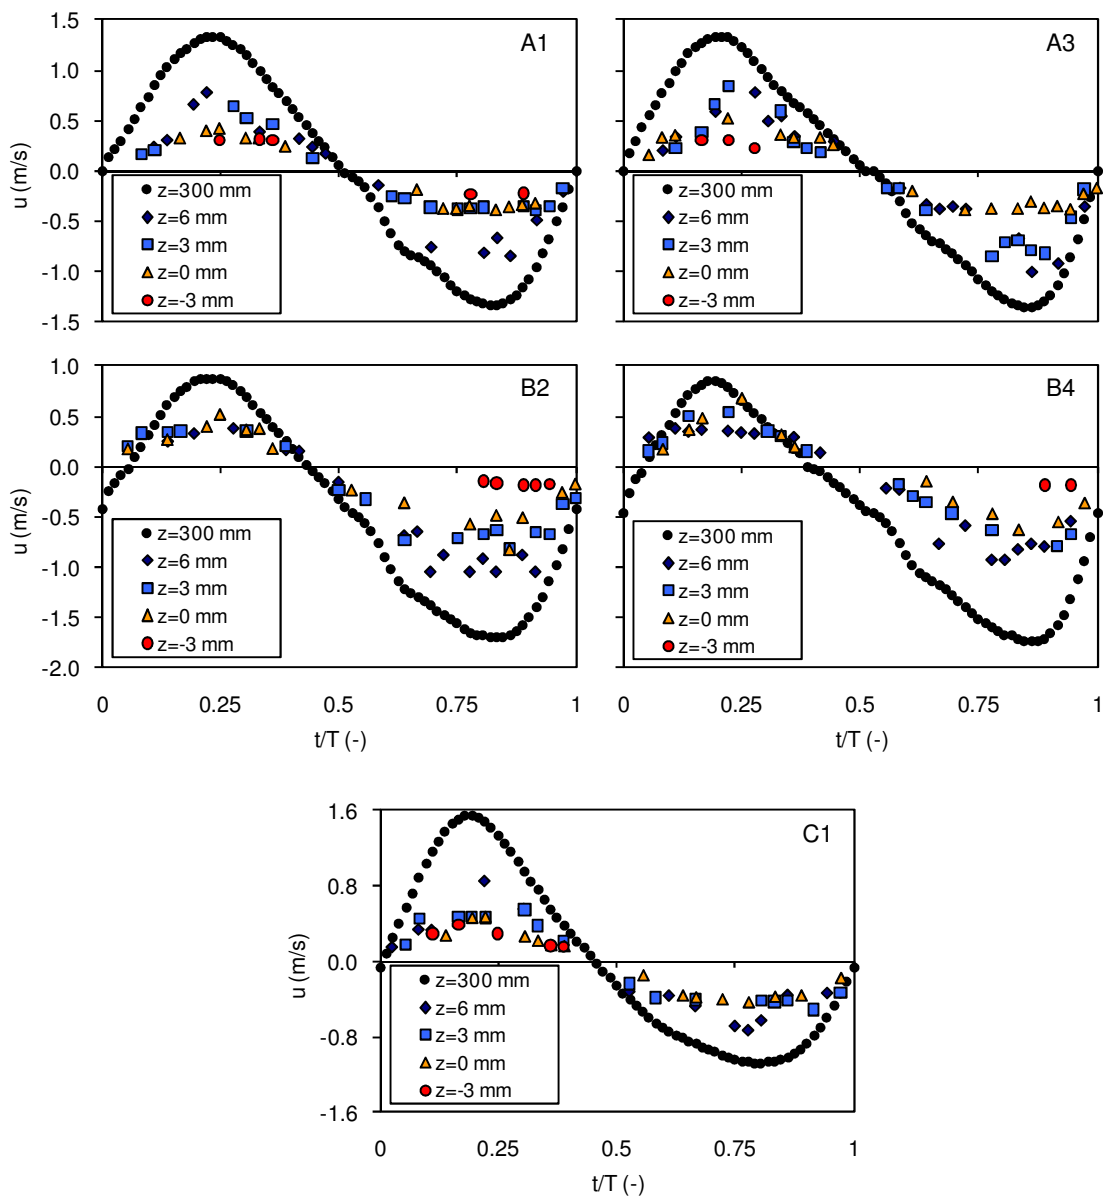 A1
1.5
1.0
0.5
0.0
-0.5
-1.0
-1.5
u (m/s)
z=300 mm
z=6 mm
z=3 mm
z=0 mm
z=-3 mm
A3
z=300 mm
z=6 mm
z=3 mm
z=0 mm
z=-3 mm
B2
1.0
0.5
0.0
-0.5
-1.0
-1.5
-2.0
u (m/s)
z=300 mm
z=6 mm
z=3 mm
z=0 mm
z=-3 mm
0 0.25 0.5 0.75 1
t/T (-)
B4
z=300 mm
z=6 mm
z=3 mm
z=0 mm
z=-3 mm
0 0.25 0.5 0.75 1
t/T (-)
C1
1.6
0.8
0.0
-0.8
-1.6
u (m/s)
z=300 mm
z=6 mm
z=3 mm
z=0 mm
z=-3 mm
0 0.25 0.5 0.75 1
t/T (-)